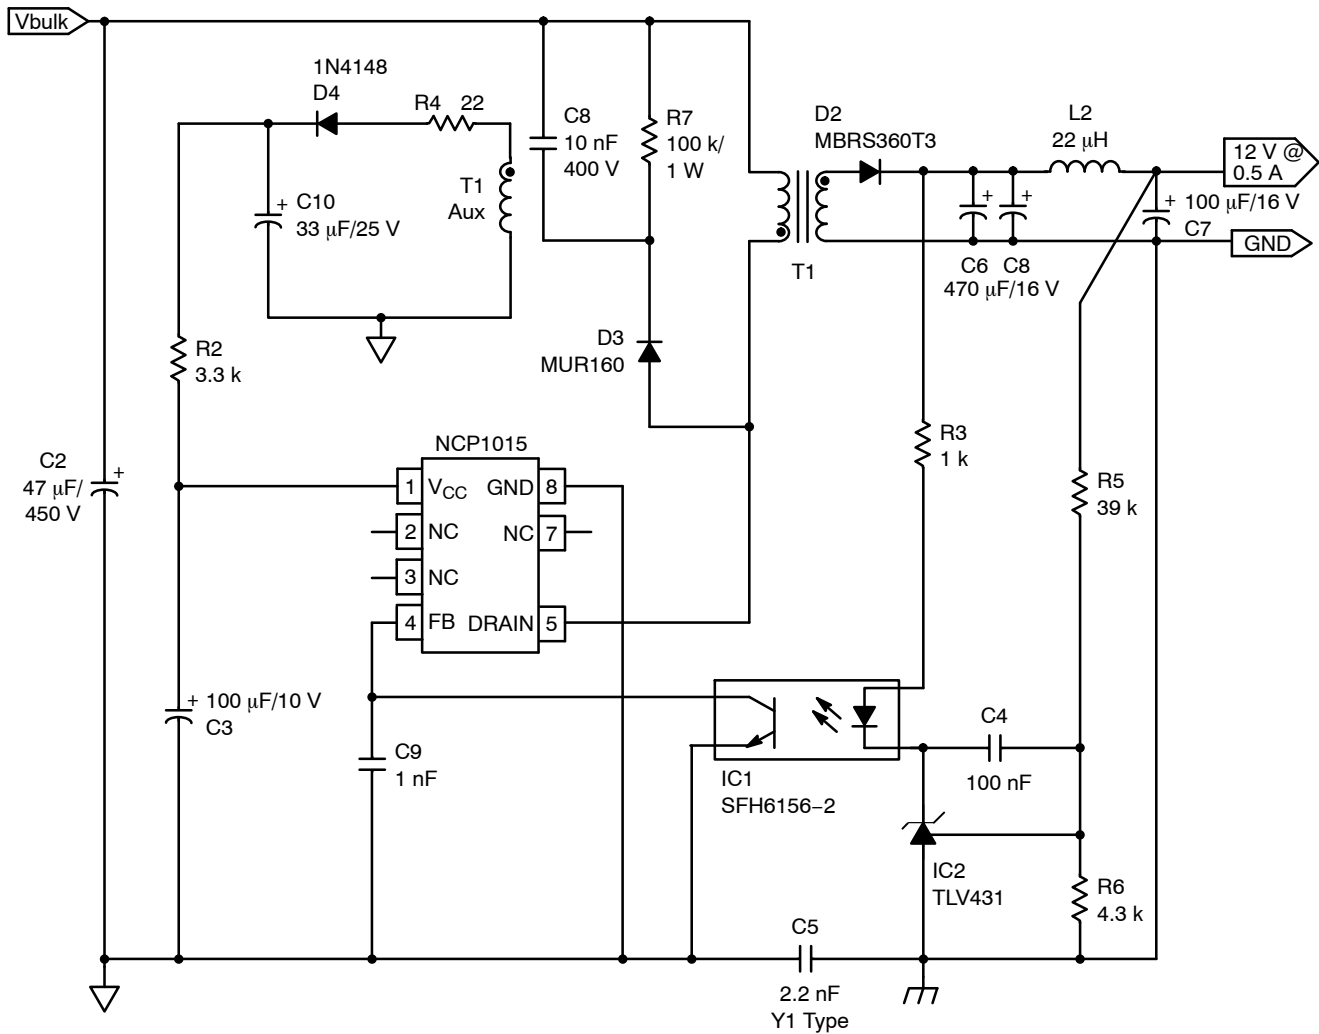 Vbulk
1N4148
D4
R4 22
C8
10 nF
400 V
R7
100 k/
1 W
D2
MBRS360T3
L2
22 μH
12 V @
0.5 A
T1
Aux
C10
33 μF/25 V
+
+
+
+ 100 μF/16 V
C7
GND
T1
C6 C8
470 μF/16 V
D3
MUR160
R2
3.3 k
R3
1 k
NCP1015
C2
47 μF/
450 V
+
1 VCC GND 8
2 NC NC 7
3 NC
4 FB DRAIN 5
R5
39 k
+ 100 μF/10 V
C3
C9
1 nF
IC1
SFH6156−2
C4
100 nF
IC2
TLV431
R6
4.3 k
C5
2.2 nF
Y1 Type